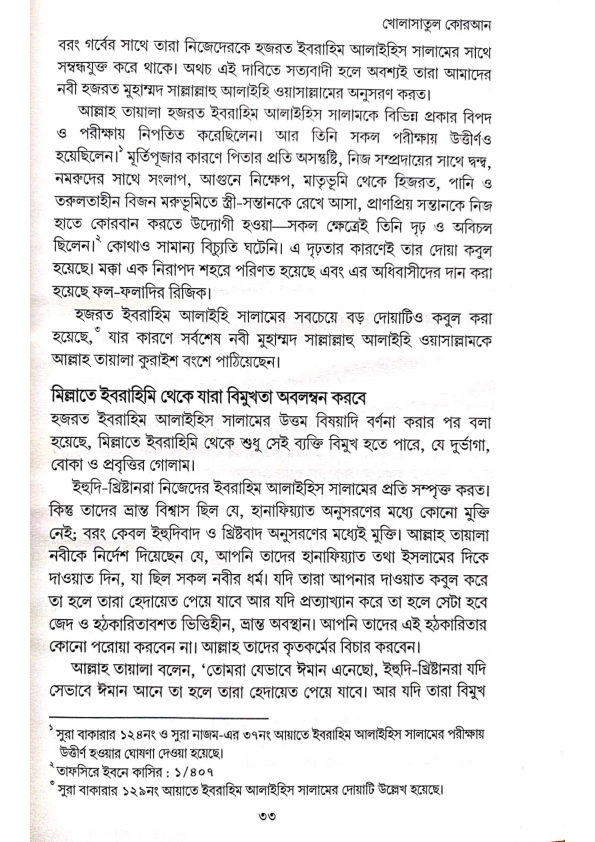 খোলাসাতুল কোরআন
বরং গর্বের সাথে তারা নিজেদেরকে হজরত ইবরাহিম আলাইহিস সালামের সাথে
সম্বন্ধযুক্ত করে থাকে। অথচ এই দাবিতে সত্যবাদী হলে অবশ্যই তারা আমাদের
নবী হজরত মুহাম্মদ সাল্লাল্লাহু আলাইহি ওয়াসাল্লামের অনুসরণ করত।
আল্লাহ তায়ালা হজরত ইবরাহিম আলাইহিস সালামকে বিভিন্ন প্রকার বিপদ
ও পরীক্ষায় নিপতিত করেছিলেন। আর তিনি সকল পরীক্ষায় উত্তীর্ণও
হয়েছিলেন।১ মূর্তিপূজার কারণে পিতার প্রতি অসন্তুষ্টি, নিজ সম্প্রদায়ের সাথে দ্বন্দ্ব,
নমরুদের সাথে সংলাপ, আগুনে নিক্ষেপ, মাতৃভূমি থেকে হিজরত, পানি ও
তরুলতাহীন বিজন মরুভূমিতে স্ত্রী-সন্তানকে রেখে আসা, প্রাণপ্রিয় সন্তানকে নিজ
হাতে কোরবান করতে উদ্যোগী হওয়া—সকল ক্ষেত্রেই তিনি দৃঢ় ও অবিচল
ছিলেন।২ কোথাও সামান্য বিচ্যুতি ঘটেনি। এ দৃঢ়তার কারণেই তার দোয়া কবুল
হয়েছে। মক্কা এক নিরাপদ শহরে পরিণত হয়েছে এবং এর অধিবাসীদের দান করা
হয়েছে ফল-ফলাদির রিজিক।
হজরত ইবরাহিম আলাইহি সালামের সবচেয়ে বড় দোয়াটিও কবুল করা
হয়েছে,৩ যার কারণে সর্বশেষ নবী মুহাম্মদ সাল্লাল্লাহু আলাইহি ওয়াসাল্লামকে
আল্লাহ তায়ালা কুরাইশ বংশে পাঠিয়েছেন।
মিল্লাতে ইবরাহিমি থেকে যারা বিমুখতা অবলম্বন করবে
হজরত ইবরাহিম আলাইহিস সালামের উত্তম বিষয়াদি বর্ণনা করার পর বলা
হয়েছে, মিল্লাতে ইবরাহিমি থেকে শুধু সেই ব্যক্তি বিমুখ হতে পারে, যে দুর্ভাগা,
বোকা ও প্রবৃত্তির গোলাম।
ইহুদি-খ্রিষ্টানরা নিজেদের ইবরাহিম আলাইহিস সালামের প্রতি সম্পৃক্ত করত।
কিন্তু তাদের ভ্রান্ত বিশ্বাস ছিল যে, হানাফিয়্যাত অনুসরণের মধ্যে কোনো মুক্তি
নেই; বরং কেবল ইহুদিবাদ ও খ্রিষ্টবাদ অনুসরণের মধ্যেই মুক্তি। আল্লাহ তায়ালা
নবীকে নির্দেশ দিয়েছেন যে, আপনি তাদের হানাফিয়্যাত তথা ইসলামের দিকে
দাওয়াত দিন, যা ছিল সকল নবীর ধর্ম। যদি তারা আপনার দাওয়াত কবুল করে
তা হলে তারা হেদায়েত পেয়ে যাবে আর যদি প্রত্যাখ্যান করে তা হলে সেটা হবে
জেদ ও হঠকারিতাবশত ভিত্তিহীন, ভ্রান্ত অবস্থান। আপনি তাদের এই হঠকারিতার
কোনো পরোয়া করবেন না। আল্লাহ তাদের কৃতকর্মের বিচার করবেন।
আল্লাহ তায়ালা বলেন, ‘তোমরা যেভাবে ঈমান এনেছো, ইহুদি-খ্রিষ্টানরা যদি
সেভাবে ঈমান আনে তা হলে তারা হেদায়েত পেয়ে যাবে। আর যদি তারা বিমুখ
১ সুরা বাকারার ১২৪নং ও সুরা নাজম-এর ৩৭নং আয়াতে ইবরাহিম আলাইহিস সালামের পরীক্ষায়
উত্তীর্ণ হওয়ার ঘোষণা দেওয়া হয়েছে।
২ তাফসিরে ইবনে কাসির : ১/৪০৭
৩ সুরা বাকারার ১২৯নং আয়াতে ইবরাহিম আলাইহিস সালামের দোয়াটি উল্লেখ হয়েছে।
৩৩